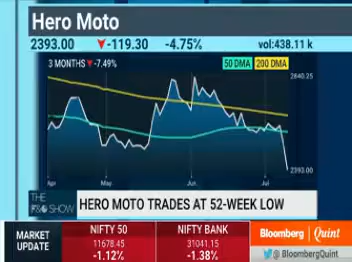 Hero Moto
2393.00 ▼-119.30 -4.75% vol:438.11 k
3 MONTHS ▼-7.49% 50 DMA 200 DMA
2840.25
2393.00
Apr May Jun Jul
THE
F&O SHOW
HERO MOTO TRADES AT 52-WEEK LOW
MARKET
UPDATE
NIFTY 50
11678.45
-1.12%
NIFTY BANK
31041.15
-1.38%
Bloomberg | Quint
@BloombergQuint